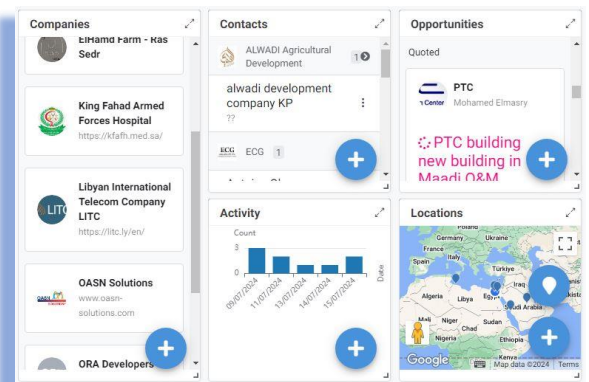 Companies
ElHamd Farm - Ras
Sedr
King Fahad Armed
Forces Hospital
https://kfafh.med.sa/
LITC
Libyan International
Telecom Company
LITC
https://litc.ly/en/
OASN Solutions
www.oasn-
solutions.com
ORA Developers
Contacts
ALWADI Agricultural
Development
1
alwadi development
company KP
??
ECG
ECG 1
Opportunities
Quoted
PTC
Mohamed Elmasry
PTC building
new building in
Maadi O&M
Activity
Count
3
0
09/07/2024
11/07/2024
13/07/2024
14/07/2024
15/07/2024
Date
Locations
Poland
Germany
Ukraine
France
Italy
Spain
Türkiye
Iraq
Algeria
Libya
Egypt
Saudi Arabia
Mali
Niger
Chad
Sudan
Nigeria
Ethiopia
Kenya
Google
Map data ©2024
Terms